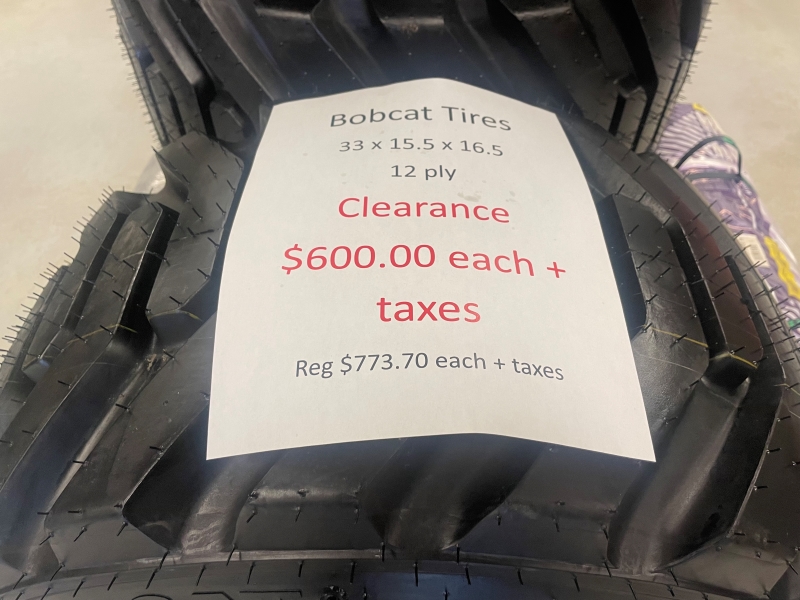 Bobcat Tires
33 x 15.5 x 16.5
12 ply
Clearance
$600.00 each +
taxes
Reg $773.70 each + taxes